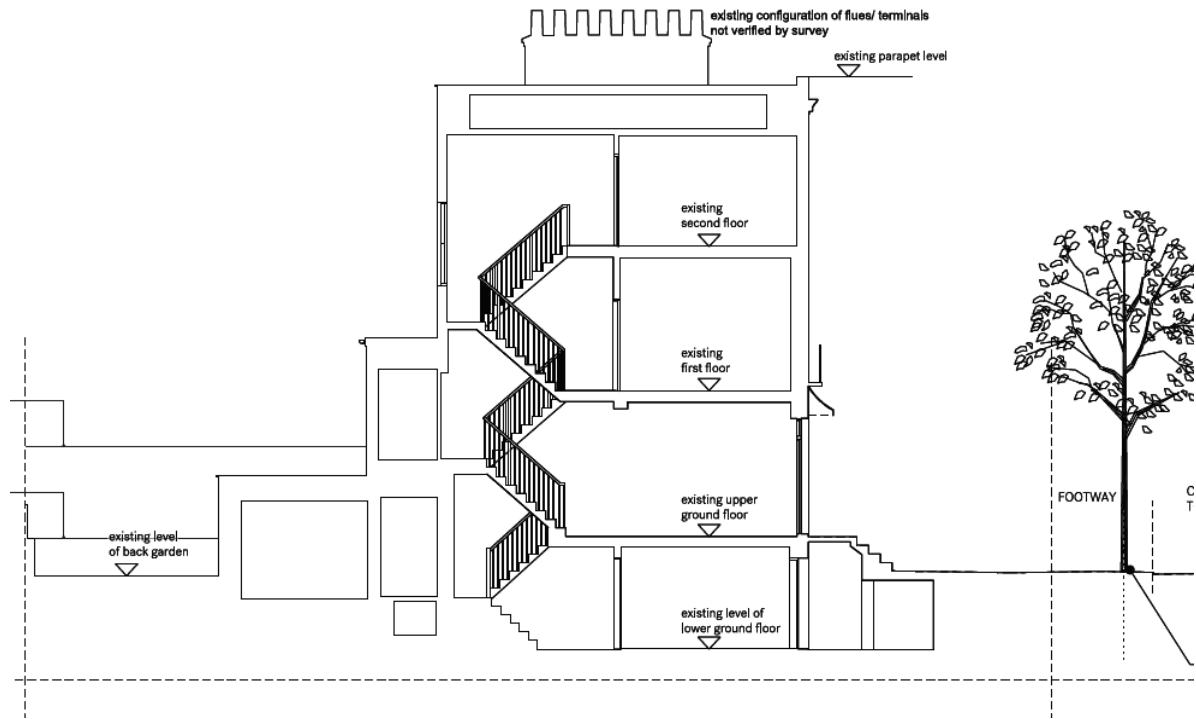 existing configuration of flues/ terminals
not verified by survey
existing parapet level
existing
second floor
existing
first floor
existing upper
ground floor
FOOTWAY
C
T
existing level
of back garden
existing level of
lower ground floor